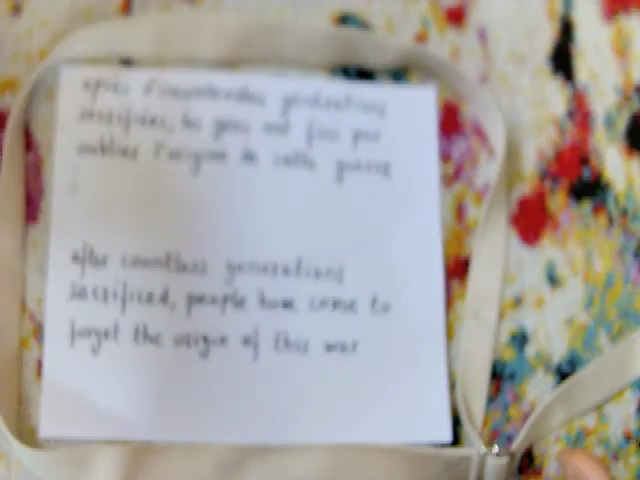 après d'innombrables générations
sacrifiées, les gens ont fini par
oublier l'origine de cette guerre
after countless generations
sacrificed, people have come to
forget the origin of this war